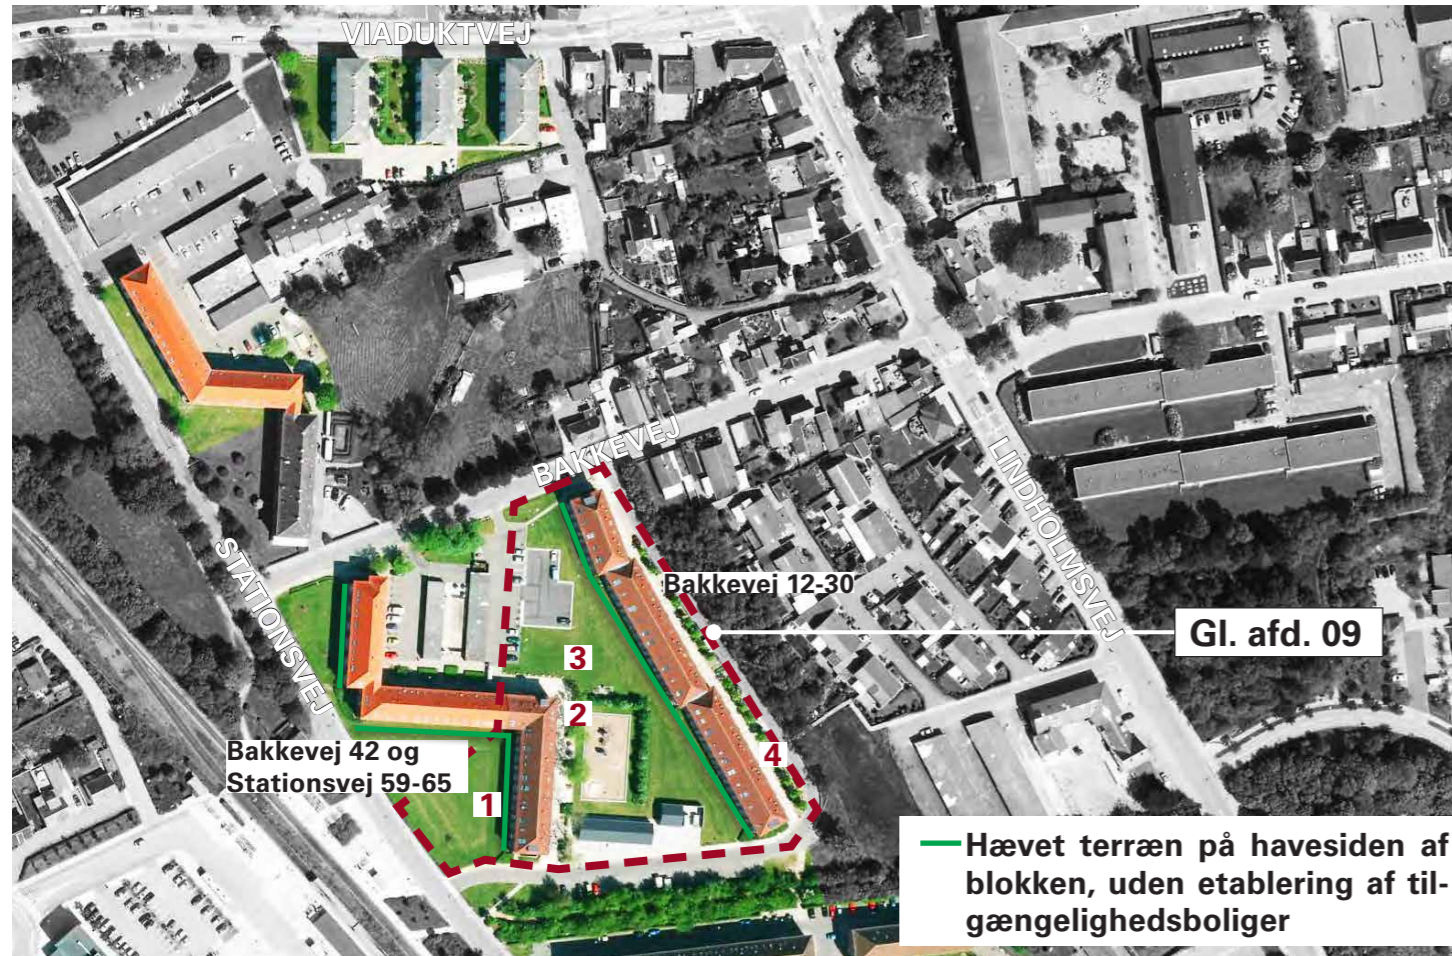 VIADUKTVEJ
BAKKEVEJ
LINDHOLMSVEJ
STATIONSVEJ
Bakkevej 12-30
Gl. afd. 09
3
2
4
Bakkevej 42 og
Stationsvej 59-65
1
Hævet terræn på havesiden af
blokken, uden etablering af til-
gængelighedsboliger